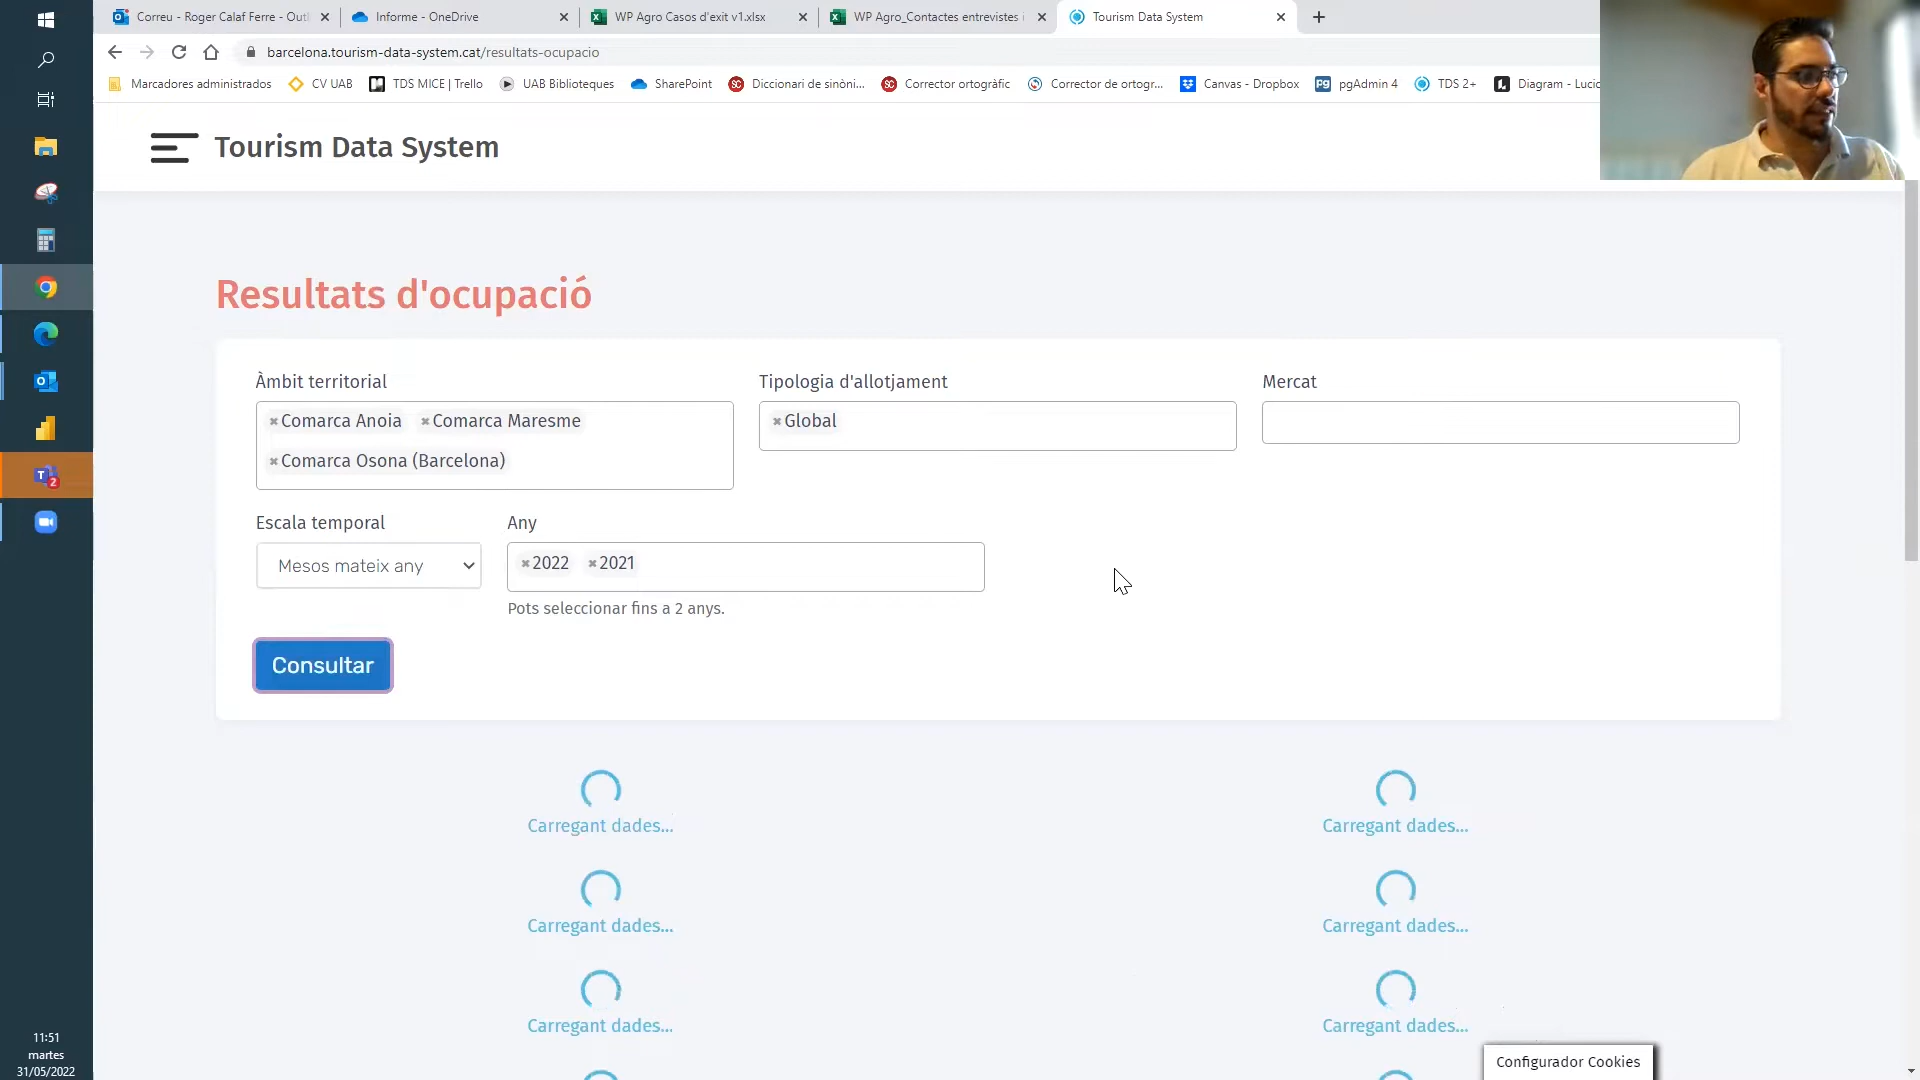 Correu - Roger Calaf Ferre - Outl
Informe - OneDrive
WP Agro Casos d'exit v1.xlsx
WP Agro_Contactes entrevistes i
Tourism Data System
barcelona.tourism-data-system.cat/resultats-ocupacio
Marcadores administrados
CV UAB
TDS MICE | Trello
UAB Biblioteques
SharePoint
Diccionari de sinòni...
Corrector ortogràfic
Corrector de ortogr...
Canvas - Dropbox
pgAdmin 4
TDS 2+
Diagram - Lucid
Tourism Data System
Resultats d'ocupació
Àmbit territorial
Tipologia d'allotjament
Mercat
×Comarca Anoia ×Comarca Maresme
×Global
×Comarca Osona (Barcelona)
Escala temporal
Any
Mesos mateix any
×2022 ×2021
Pots seleccionar fins a 2 anys.
Consultar
Carregant dades...
Carregant dades...
Carregant dades...
Carregant dades...
Carregant dades...
Carregant dades...
Configurador Cookies
11:51
martes
31/05/2022